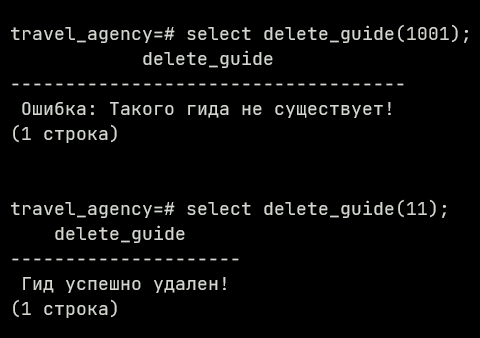 travel_agency=# select delete_guide(1001);
delete_guide
------------------------------------
Ошибка: Такого гида не существует!
(1 строка)
travel_agency=# select delete_guide(11);
delete_guide
---------------------
Гид успешно удален!
(1 строка)